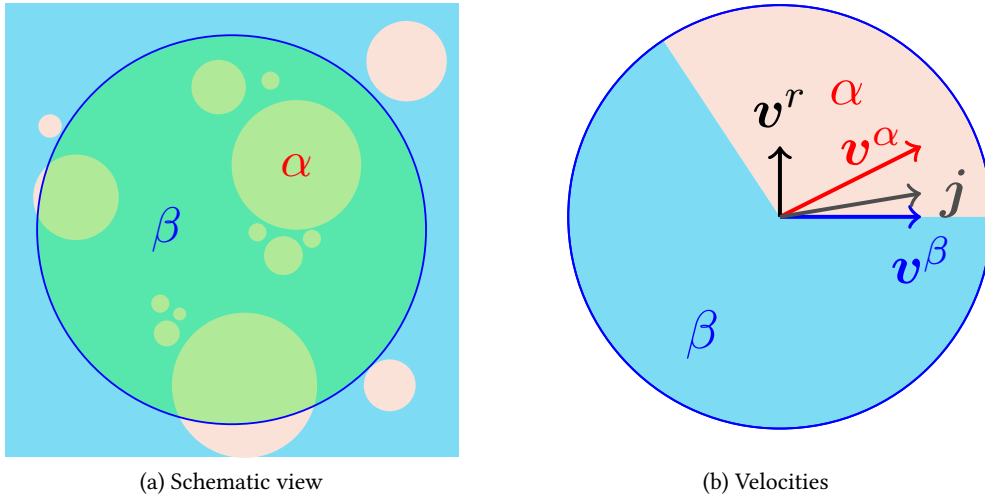 α
β
(a) Schematic view
α
v^r
v^α
j
v^β
β
(b) Velocities